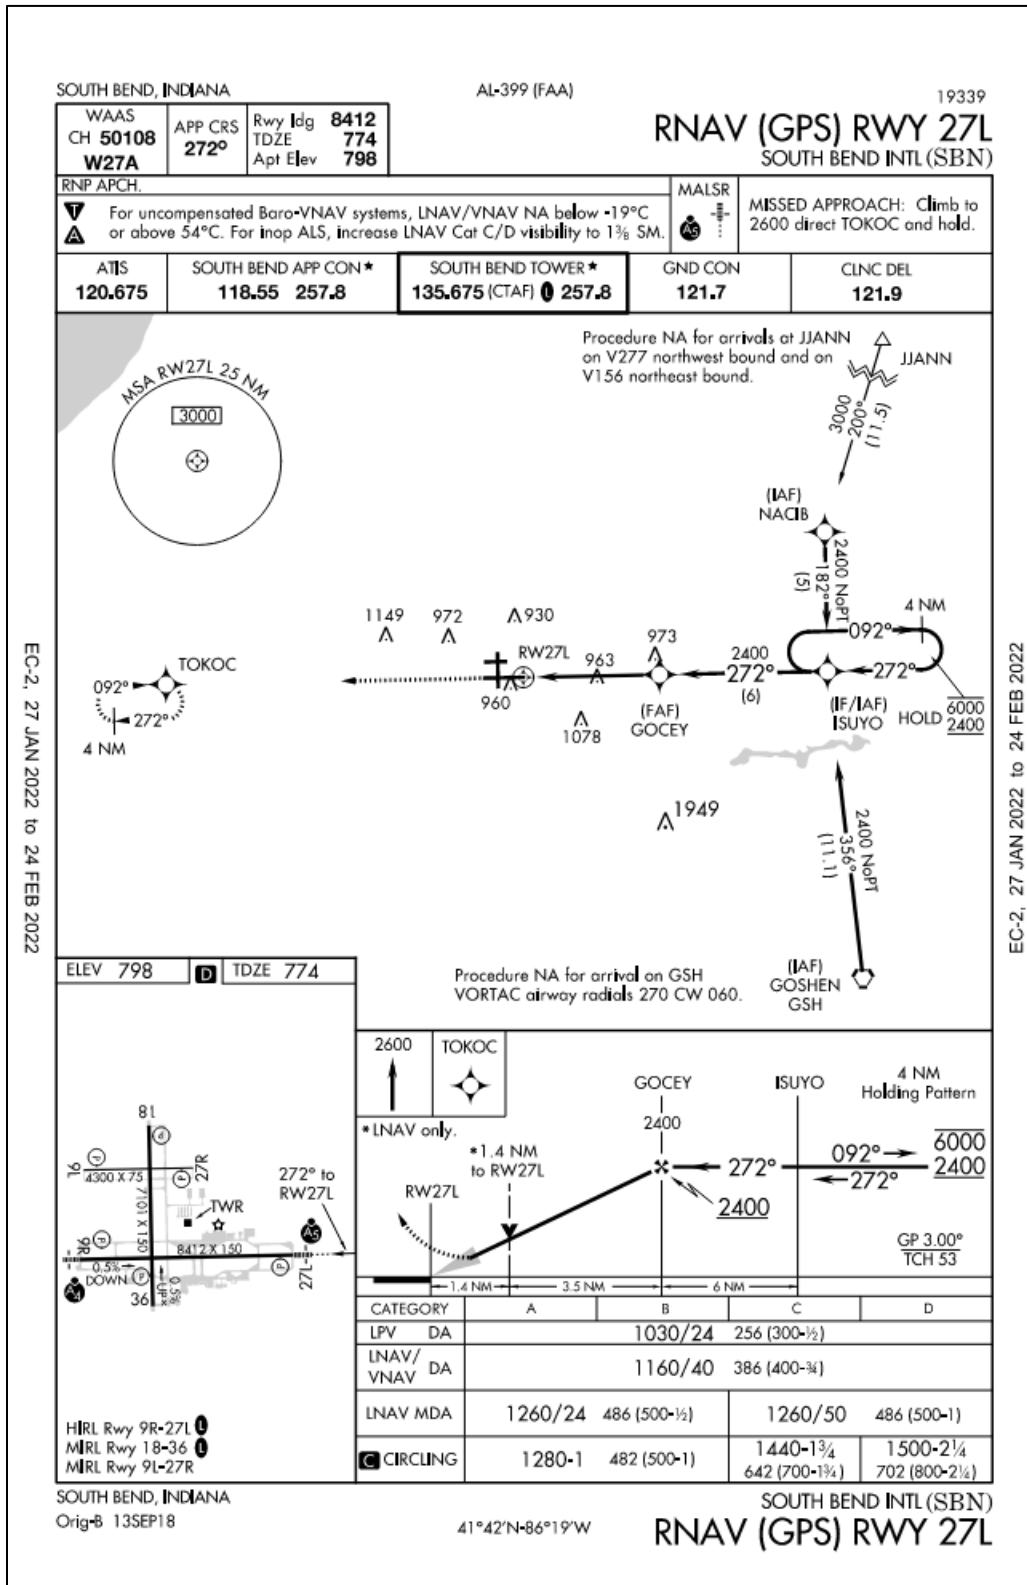 SOUTH BEND, INDIANA
AL-399 (FAA)
19339
WAAS
CH 50108
W27A
APP CRS
272°
Rwy ldg 8412
TDZE 774
Apt Elev 798
RNAV (GPS) RWY 27L
SOUTH BEND INTL (SBN)
RNP APCH.
T
A
For uncompensated Baro-VNAV systems, LNAV/VNAV NA below -19°C
or above 54°C. For inop ALS, increase LNAV Cat C/D visibility to 1⅜ SM.
MALSR
A5
MISSED APPROACH: Climb to
2600 direct TOKOC and hold.
ATIS
120.675
SOUTH BEND APP CON★
118.55 257.8
SOUTH BEND TOWER★
135.675 (CTAF) L 257.8
GND CON
121.7
CLNC DEL
121.9
Procedure NA for arrivals at JJANN
on V277 northwest bound and on
V156 northeast bound.
JJANN
3000
200°
(11.5)
MSA RW27L 25 NM
3000
(IAF)
NACIB
2400 NoPT
182°
(5)
4 NM
092°
272°
6000
2400
HOLD
(IF/IAF)
ISUYO
1149
972
930
RW27L
963
973
2400
272°
(6)
960
1078
(FAF)
GOCEY
TOKOC
092°
272°
4 NM
1949
2400 NoPT
356°
(11.1)
(IAF)
GOSHEN
GSH
Procedure NA for arrival on GSH
VORTAC airway radials 270 CW 060.
EC-2, 27 JAN 2022 to 24 FEB 2022
EC-2, 27 JAN 2022 to 24 FEB 2022
ELEV 798
D
TDZE 774
18
9L
4300 X 75
27R
7101 X 150
TWR
272° to
RW27L
A5
9R
8412 X 150
27L
0.5%
DOWN
0.5%
UP
36
A4
P
P
P
P
P
P
HIRL Rwy 9R-27L L
MIRL Rwy 18-36 L
MIRL Rwy 9L-27R
2600
TOKOC
*LNAV only.
*1.4 NM
to RW27L
RW27L
GOCEY
2400
ISUYO
4 NM
Holding Pattern
272°
2400
092°
272°
6000
2400
GP 3.00°
TCH 53
1.4 NM
3.5 NM
6 NM
CATEGORY A B C D
LPV DA 1030/24 256 (300-½)
LNAV/
VNAV DA 1160/40 386 (400-¾)
LNAV MDA 1260/24 486 (500-½) 1260/50 486 (500-1)
C CIRCLING 1280-1 482 (500-1) 1440-1¾ 642 (700-1¾) 1500-2¼ 702 (800-2¼)
SOUTH BEND, INDIANA
Orig-B 13SEP18
41°42'N-86°19'W
SOUTH BEND INTL (SBN)
RNAV (GPS) RWY 27L